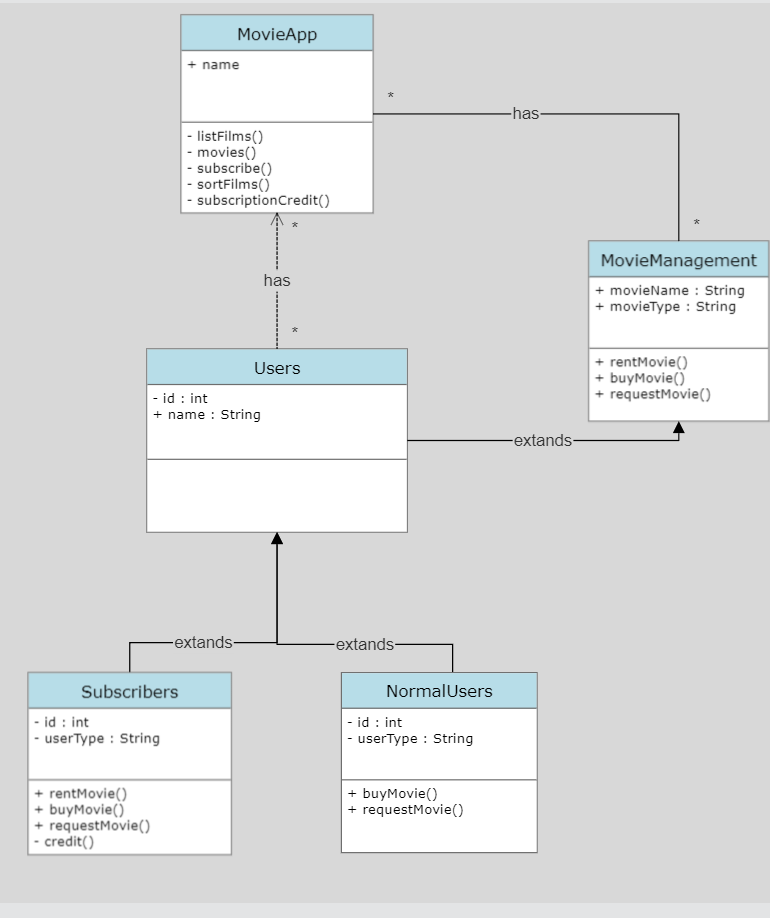 MovieApp
+ name
- listFilms()
- movies()
- subscribe()
- sortFilms()
- subscriptionCredit()
*
has
*
MovieManagement
+ movieName : String
+ movieType : String
+ rentMovie()
+ buyMovie()
+ requestMovie()
*
has
*
Users
- id : int
+ name : String
extands
extands
extands
Subscribers
- id : int
- userType : String
+ rentMovie()
+ buyMovie()
+ requestMovie()
- credit()
NormalUsers
- id : int
- userType : String
+ buyMovie()
+ requestMovie()